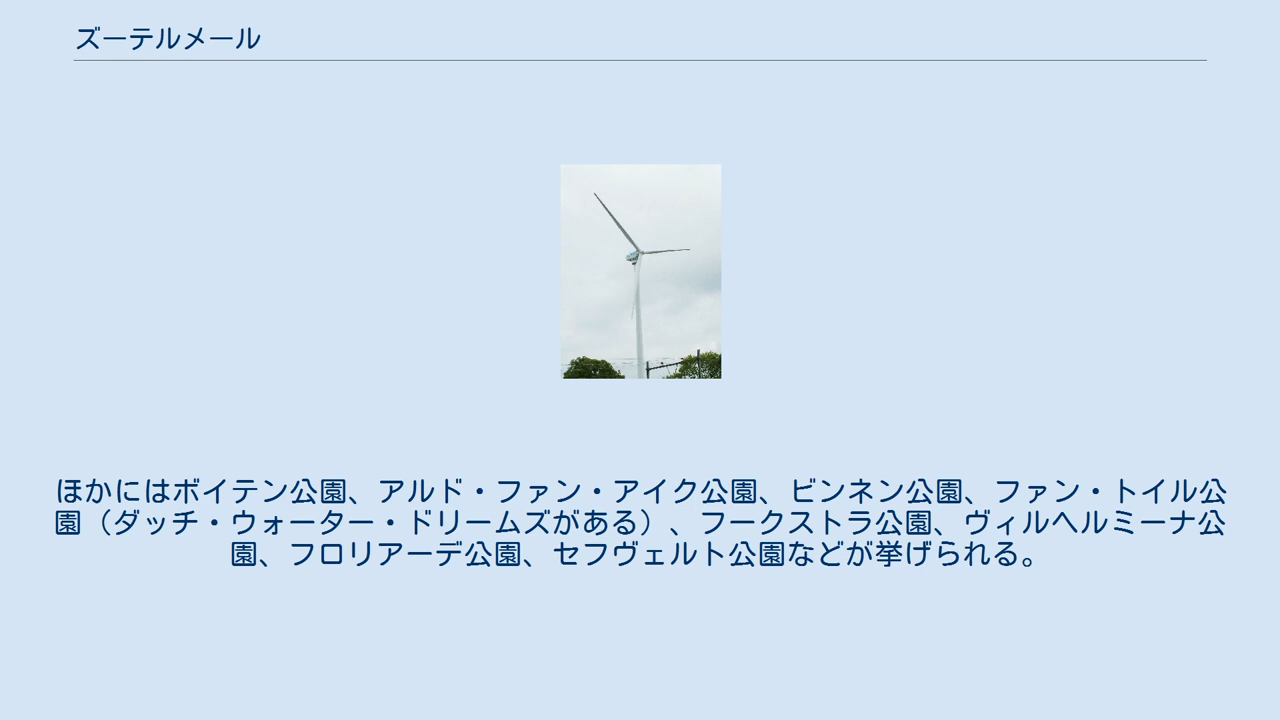 ズーテルメール
ほかにはボイテン公園、アルド・ファン・アイク公園、ビンネン公園、ファン・トイル公
園（ダッチ・ウォーター・ドリームズがある）、フークストラ公園、ヴィルヘルミーナ公
園、フロリアーデ公園、セフヴェルト公園などが挙げられる。